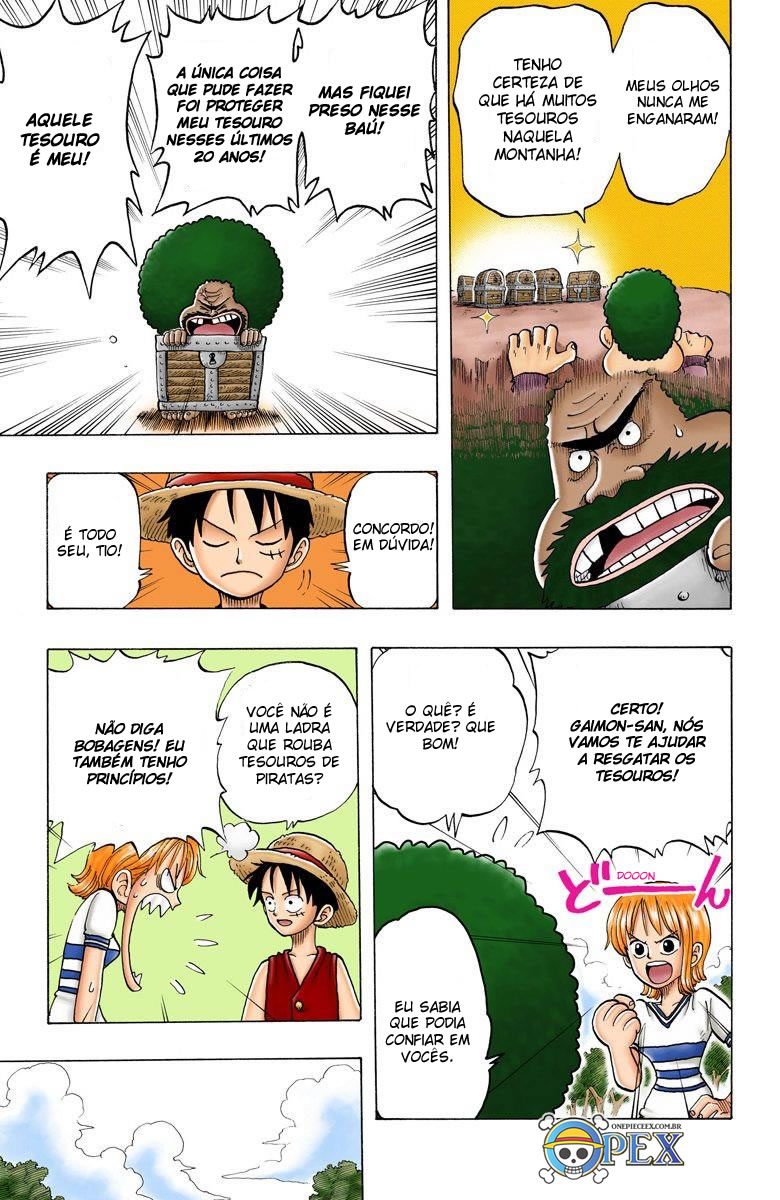 MEUS OLHOS
NUNCA ME
ENGANARAM!
TENHO
CERTEZA DE
QUE HÁ MUITOS
TESOUROS
NAQUELA
MONTANHA!
MAS FIQUEI
PRESO NESSE
BAÚ!
A ÚNICA COISA
QUE PUDE FAZER
FOI PROTEGER
MEU TESOURO
NESSES ÚLTIMOS
20 ANOS!
AQUELE
TESOURO
É MEU!
CONCORDO!
EM DÚVIDA!
É TODO
SEU, TIO!
CERTO!
GAIMON-SAN, NÓS
VAMOS TE AJUDAR
A RESGATAR OS
TESOUROS!
O QUÊ? É
VERDADE? QUE
BOM!
DOOON
どーん
EU SABIA
QUE PODIA
CONFIAR EM
VOCÊS.
VOCÊ NÃO É
UMA LADRA
QUE ROUBA
TESOUROS DE
PIRATAS?
NÃO DIGA
BOBAGENS! EU
TAMBÉM TENHO
PRINCÍPIOS!
ONEPIECEEX.COM.BR
OPEX